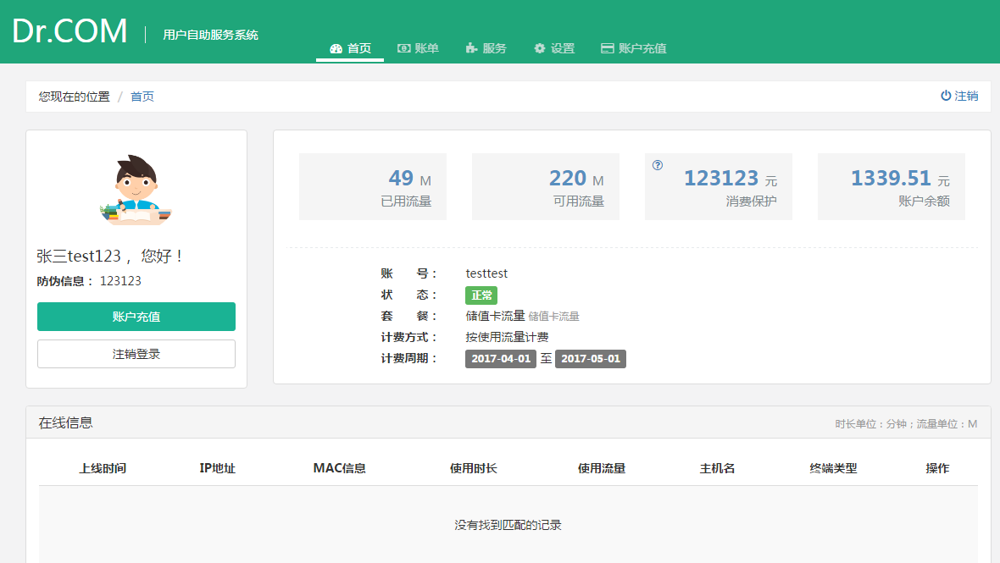 Dr.COM | 用户自助服务系统
首页 账单 服务 设置 账户充值
您现在的位置 / 首页 注销
张三test123 ，您好！
防伪信息： 123123
账户充值
注销登录
49 M
已用流量
220 M
可用流量
123123 元
消费保护
1339.51 元
账户余额
账 号： testtest
状 态： 正常
套 餐： 储值卡流量 储值卡流量
计费方式： 按使用流量计费
计费周期： 2017-04-01 至 2017-05-01
在线信息 时长单位：分钟；流量单位：M
上线时间 IP地址 MAC信息 使用时长 使用流量 主机名 终端类型 操作
没有找到匹配的记录